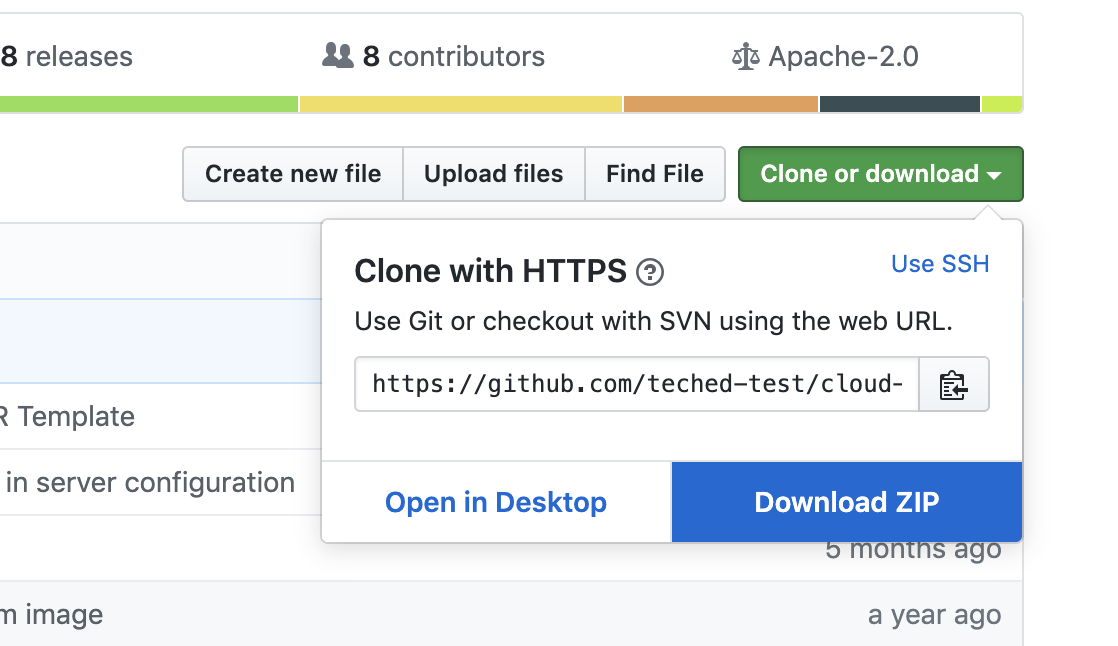 8 releases 8 contributors Apache-2.0
Create new file Upload files Find File Clone or download
Clone with HTTPS ? Use SSH
Use Git or checkout with SVN using the web URL.
https://github.com/teched-test/cloud-
R Template
in server configuration
Open in Desktop Download ZIP
5 months ago
m image a year ago